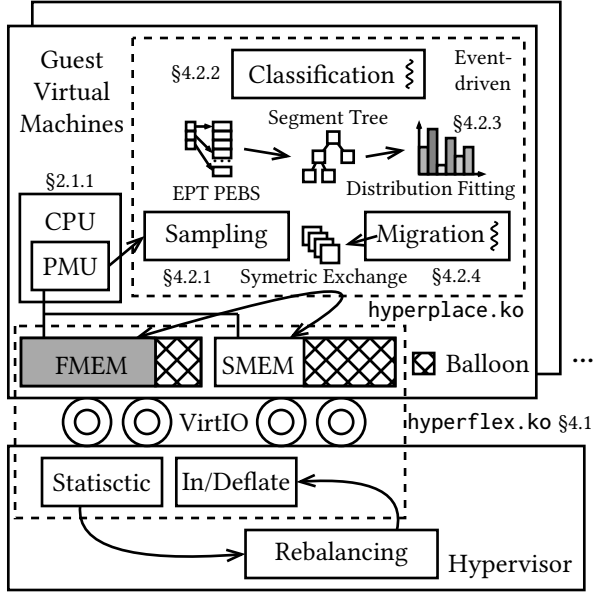 Guest
Virtual
Machines
§4.2.2
Classification
Event-
driven
Segment Tree
§4.2.3
EPT PEBS
Distribution Fitting
§2.1.1
CPU
PMU
Sampling
Migration
§4.2.1
Symetric Exchange
§4.2.4
hyperplace.ko
FMEM
SMEM
Balloon
...
VirtIO
hyperflex.ko §4.1
Statisctic
In/Deflate
Rebalancing
Hypervisor